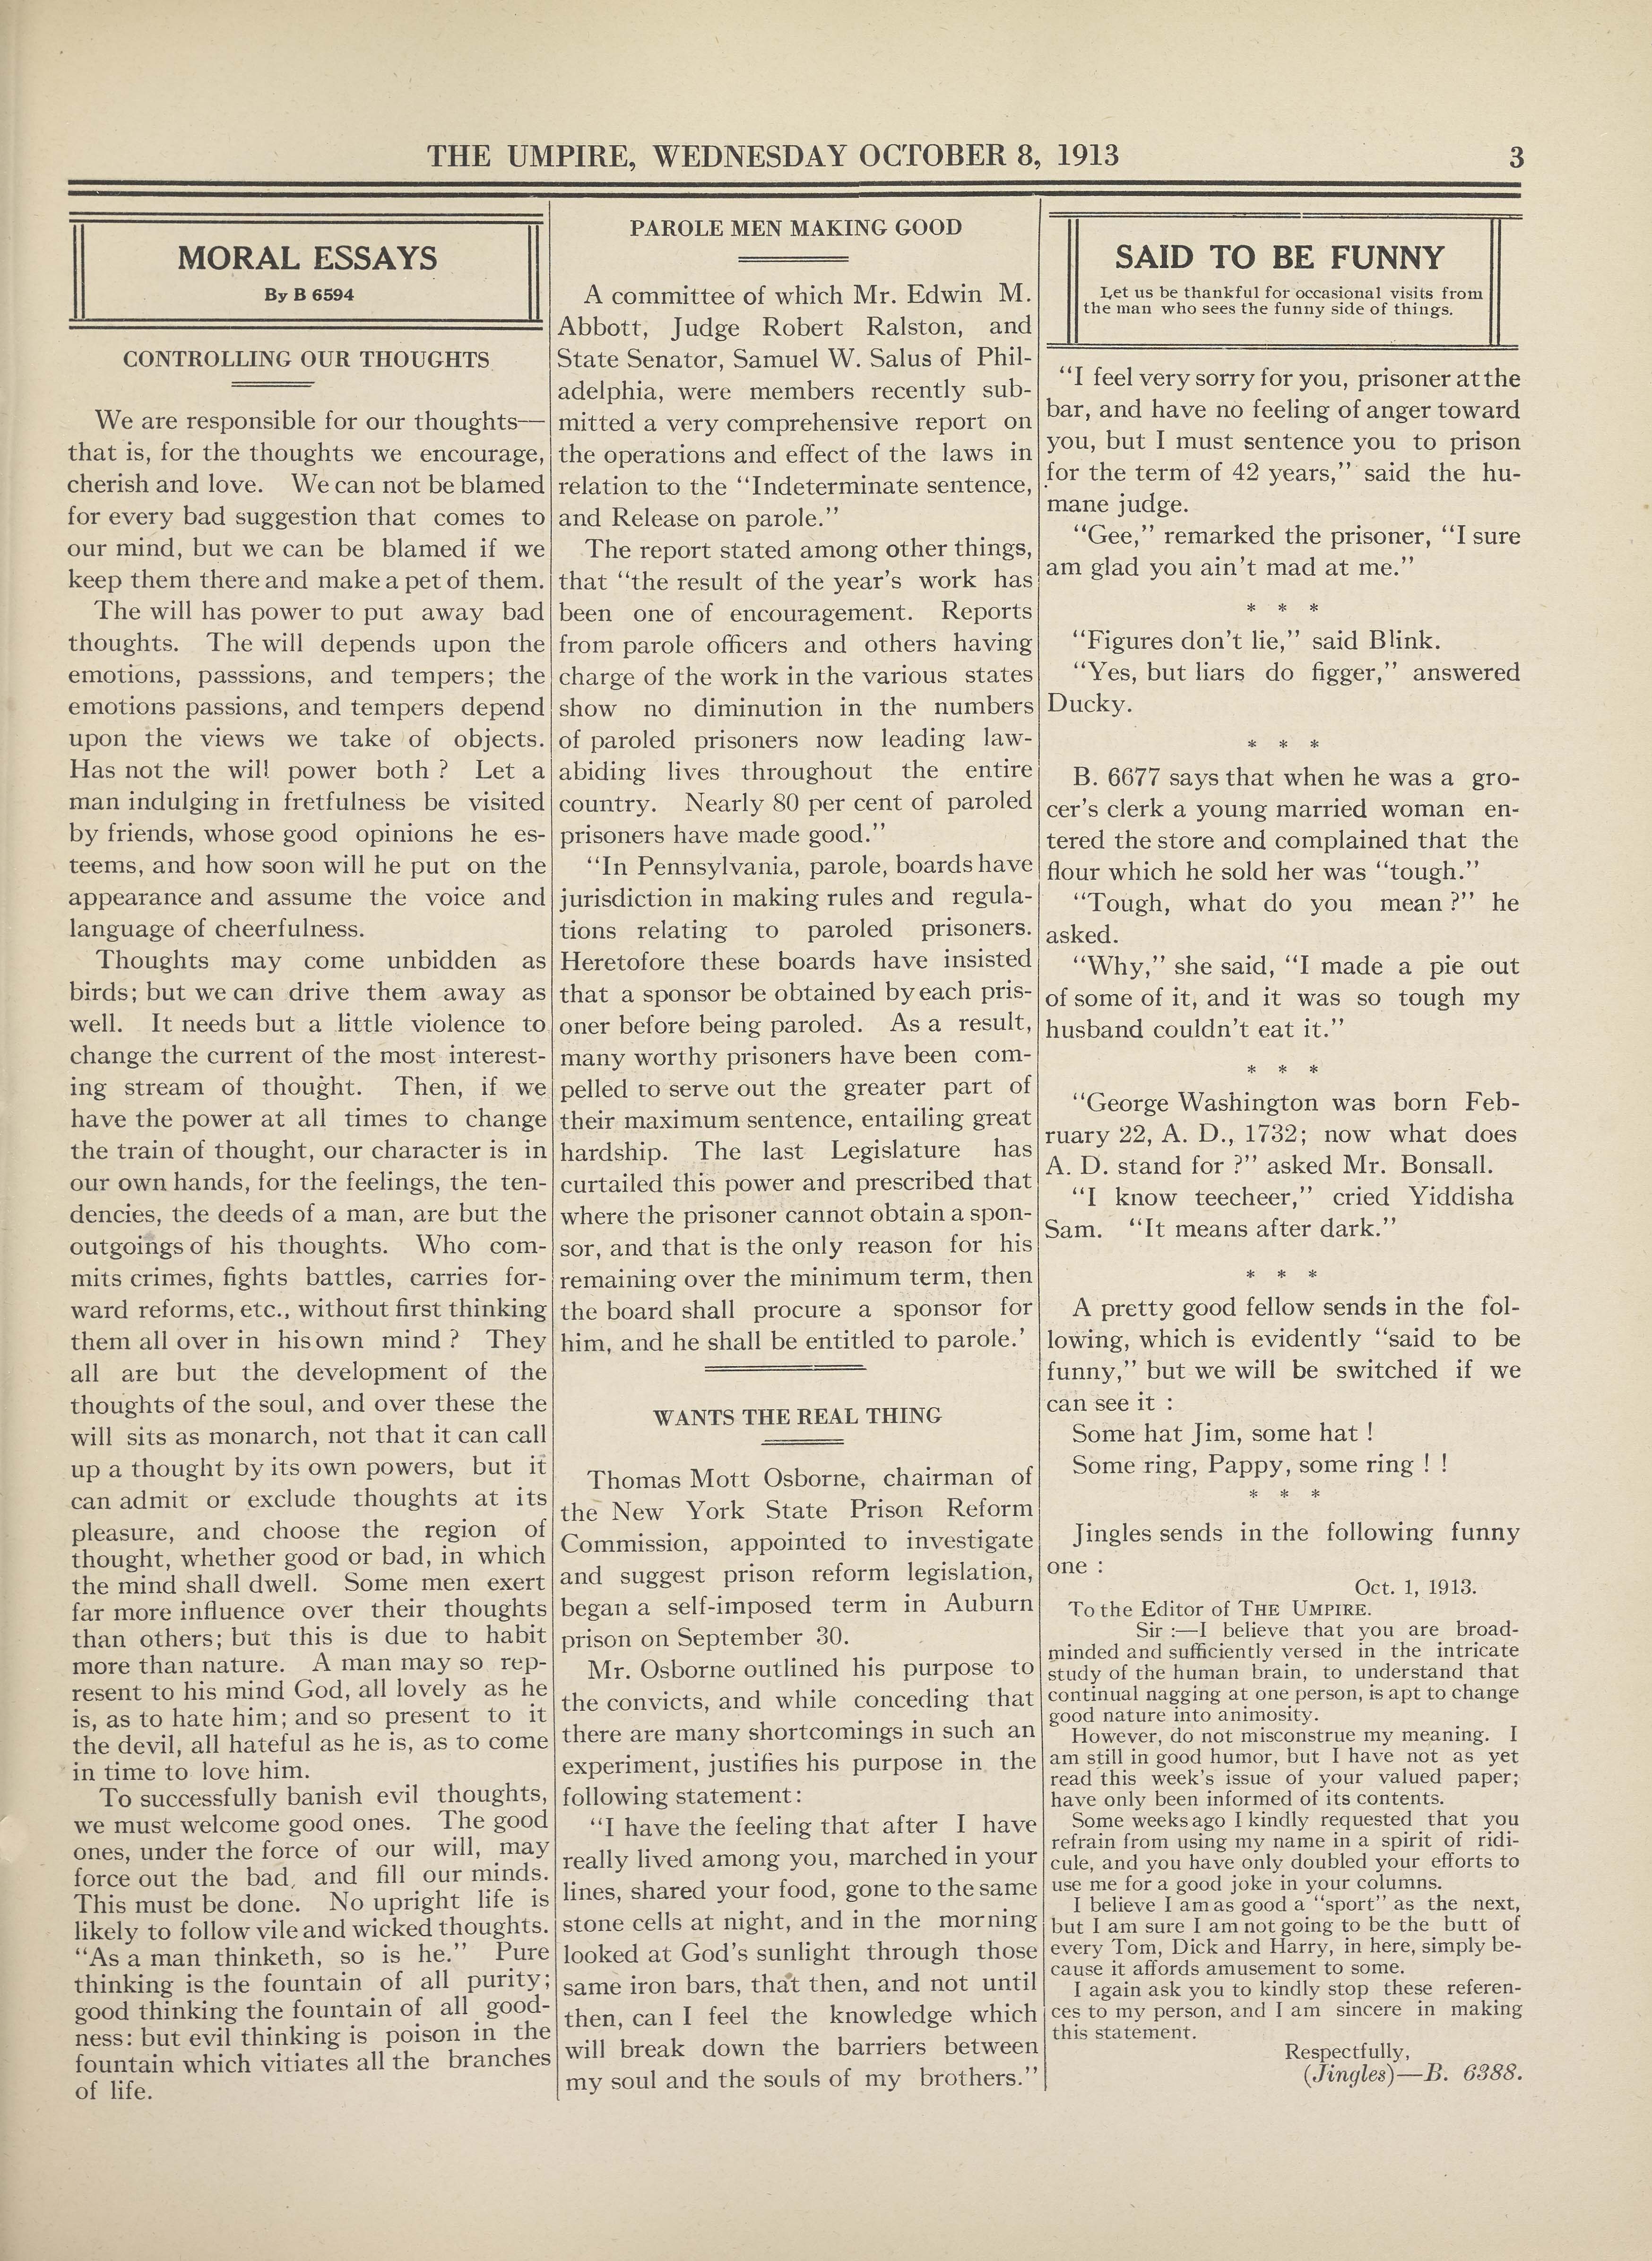 THE UMPIRE, WEDNESDAY OCTOBER 8, 1913
3
MORAL ESSAYS
By B 6594
CONTROLLING OUR THOUGHTS
We are responsible for our thoughts—
that is, for the thoughts we encourage,
cherish and love. We can not be blamed
for every bad suggestion that comes to
our mind, but we can be blamed if we
keep them there and make a pet of them.
The will has power to put away bad
thoughts. The will depends upon the
emotions, passsions, and tempers; the
emotions passions, and tempers depend
upon the views we take of objects.
Has not the will power both ? Let a
man indulging in fretfulness be visited
by friends, whose good opinions he es-
teems, and how soon will he put on the
appearance and assume the voice and
language of cheerfulness.
Thoughts may come unbidden as
birds; but we can drive them away as
well. It needs but a little violence to
change the current of the most interest-
ing stream of thought. Then, if we
have the power at all times to change
the train of thought, our character is in
our own hands, for the feelings, the ten-
dencies, the deeds of a man, are but the
outgoings of his thoughts. Who com-
mits crimes, fights battles, carries for-
ward reforms, etc., without first thinking
them all over in his own mind ? They
all are but the development of the
thoughts of the soul, and over these the
will sits as monarch, not that it can call
up a thought by its own powers, but it
can admit or exclude thoughts at its
pleasure, and choose the region of
thought, whether good or bad, in which
the mind shall dwell. Some men exert
far more influence over their thoughts
than others; but this is due to habit
more than nature. A man may so rep-
resent to his mind God, all lovely as he
is, as to hate him; and so present to it
the devil, all hateful as he is, as to come
in time to love him.
To successfully banish evil thoughts,
we must welcome good ones. The good
ones, under the force of our will, may
force out the bad, and fill our minds.
This must be done. No upright life is
likely to follow vile and wicked thoughts.
"As a man thinketh, so is he." Pure
thinking is the fountain of all purity;
good thinking the fountain of all good-
ness: but evil thinking is poison in the
fountain which vitiates all the branches
of life.
PAROLE MEN MAKING GOOD
A committee of which Mr. Edwin M.
Abbott, Judge Robert Ralston, and
State Senator, Samuel W. Salus of Phil-
adelphia, were members recently sub-
mitted a very comprehensive report on
the operations and effect of the laws in
relation to the "Indeterminate sentence,
and Release on parole."
The report stated among other things,
that "the result of the year's work has
been one of encouragement. Reports
from parole officers and others having
charge of the work in the various states
show no diminution in the numbers
of paroled prisoners now leading law-
abiding lives throughout the entire
country. Nearly 80 per cent of paroled
prisoners have made good."
"In Pennsylvania, parole, boards have
jurisdiction in making rules and regula-
tions relating to paroled prisoners.
Heretofore these boards have insisted
that a sponsor be obtained by each pris-
oner before being paroled. As a result,
many worthy prisoners have been com-
pelled to serve out the greater part of
their maximum sentence, entailing great
hardship. The last Legislature has
curtailed this power and prescribed that
where the prisoner cannot obtain a spon-
sor, and that is the only reason for his
remaining over the minimum term, then
the board shall procure a sponsor for
him, and he shall be entitled to parole.'
WANTS THE REAL THING
Thomas Mott Osborne, chairman of
the New York State Prison Reform
Commission, appointed to investigate
and suggest prison reform legislation,
began a self-imposed term in Auburn
prison on September 30.
Mr. Osborne outlined his purpose to
the convicts, and while conceding that
there are many shortcomings in such an
experiment, justifies his purpose in the
following statement:
"I have the feeling that after I have
really lived among you, marched in your
lines, shared your food, gone to the same
stone cells at night, and in the morning
looked at God's sunlight through those
same iron bars, that then, and not until
then, can I feel the knowledge which
will break down the barriers between
my soul and the souls of my brothers."
SAID TO BE FUNNY
Let us be thankful for occasional visits from
the man who sees the funny side of things.
"I feel very sorry for you, prisoner at the
bar, and have no feeling of anger toward
you, but I must sentence you to prison
for the term of 42 years," said the hu-
mane judge.
"Gee," remarked the prisoner, "I sure
am glad you ain't mad at me."
* * *
"Figures don't lie," said Blink.
"Yes, but liars do figger," answered
Ducky.
* * *
B. 6677 says that when he was a gro-
cer's clerk a young married woman en-
tered the store and complained that the
flour which he sold her was "tough."
"Tough, what do you mean ?" he
asked.
"Why," she said, "I made a pie out
of some of it, and it was so tough my
husband couldn't eat it."
* * *
"George Washington was born Feb-
ruary 22, A. D., 1732; now what does
A. D. stand for ?" asked Mr. Bonsall.
"I know teecheer," cried Yiddisha
Sam. "It means after dark."
* * *
A pretty good fellow sends in the fol-
lowing, which is evidently "said to be
funny," but we will be switched if we
can see it :
Some hat Jim, some hat !
Some ring, Pappy, some ring ! !
* * *
Jingles sends in the following funny
one :
Oct. 1, 1913.
To the Editor of THE UMPIRE.
Sir :—I believe that you are broad-
minded and sufficiently versed in the intricate
study of the human brain, to understand that
continual nagging at one person, is apt to change
good nature into animosity.
However, do not misconstrue my meaning. I
am still in good humor, but I have not as yet
read this week's issue of your valued paper;
have only been informed of its contents.
Some weeks ago I kindly requested that you
refrain from using my name in a spirit of ridi-
cule, and you have only doubled your efforts to
use me for a good joke in your columns.
I believe I am as good a "sport" as the next,
but I am sure I am not going to be the butt of
every Tom, Dick and Harry, in here, simply be-
cause it affords amusement to some.
I again ask you to kindly stop these referen-
ces to my person, and I am sincere in making
this statement.
Respectfully,
(Jingles)—B. 6388.